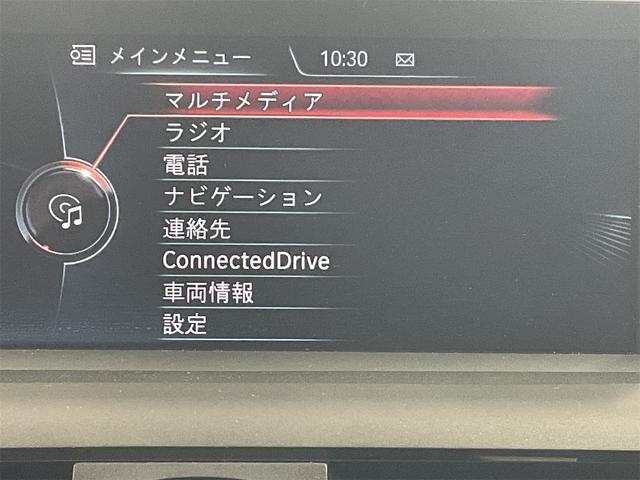 メインメニュー 10:30
マルチメディア
ラジオ
電話
ナビゲーション
連絡先
ConnectedDrive
車両情報
設定